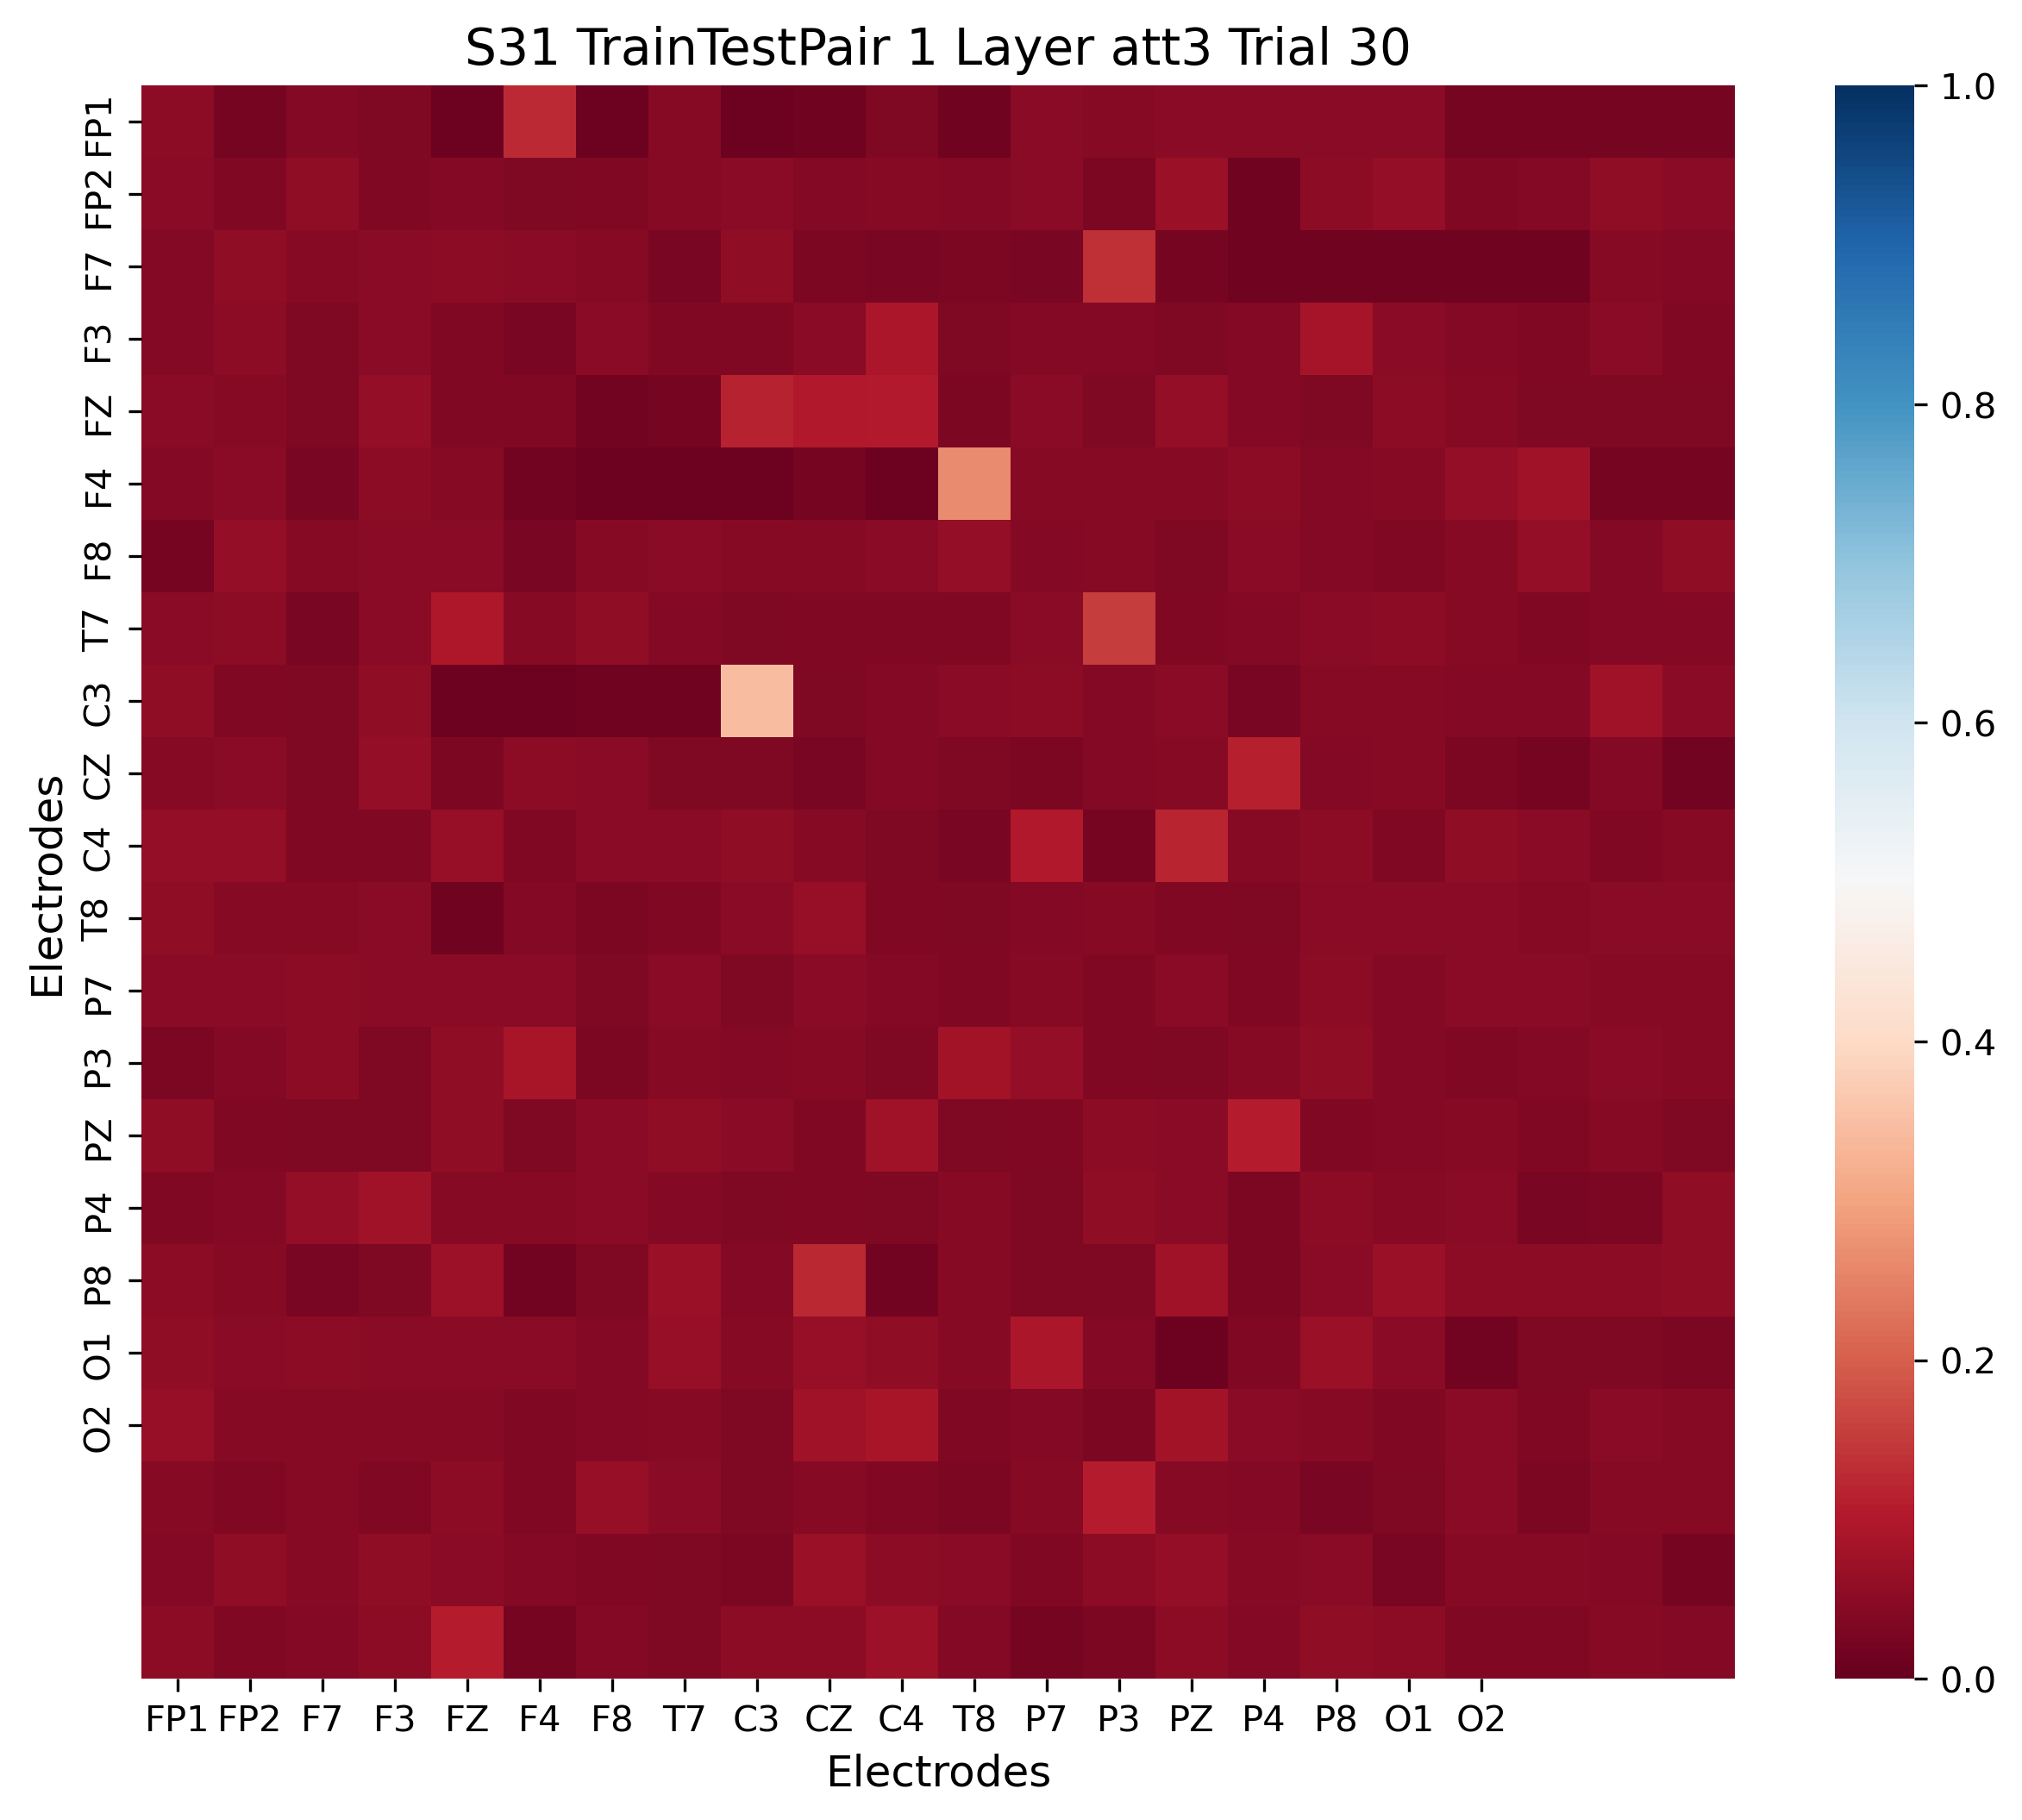 S31 TrainTestPair 1 Layer att3 Trial 30
Electrodes
FP1
FP2
F7
F3
FZ
F4
F8
T7
C3
CZ
C4
T8
P7
P3
PZ
P4
P8
O1
O2
FP1 FP2 F7 F3 FZ F4 F8 T7 C3 CZ C4 T8 P7 P3 PZ P4 P8 O1 O2
Electrodes
1.0
0.8
0.6
0.4
0.2
0.0